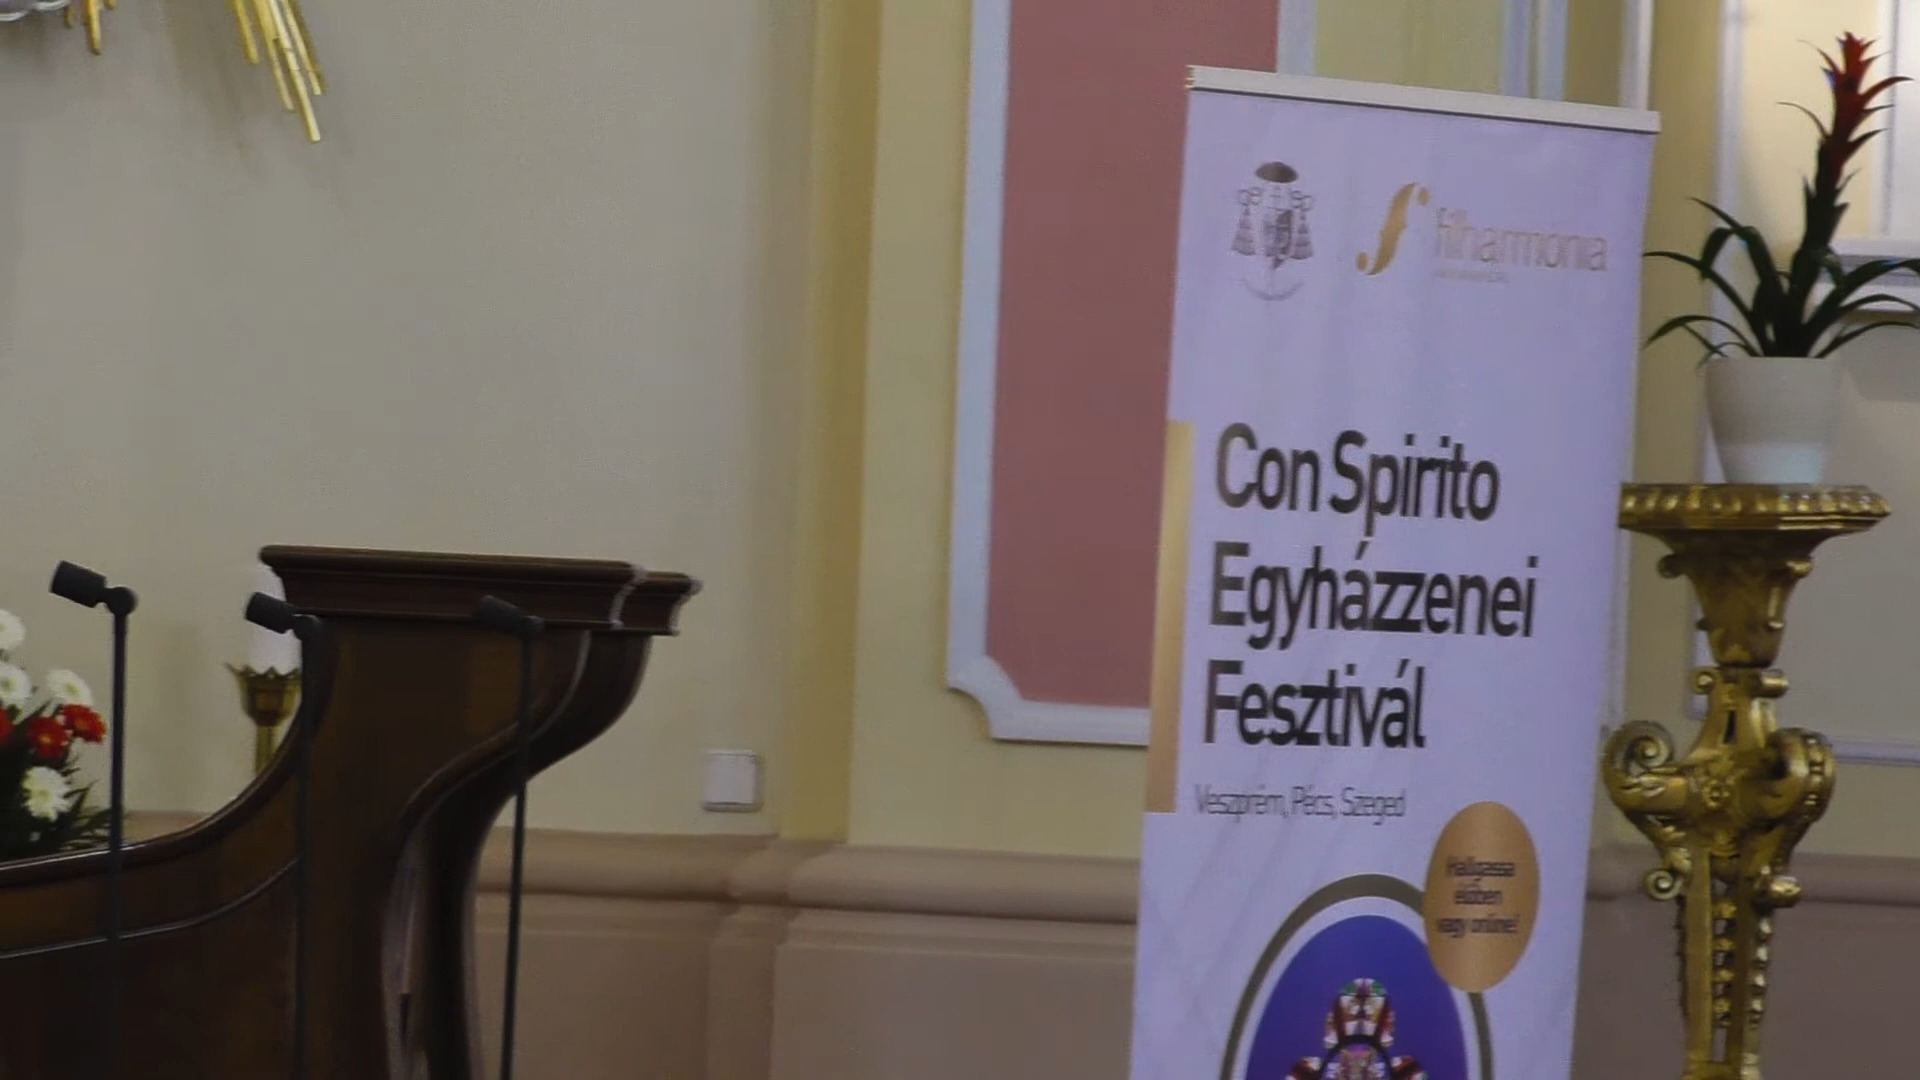 filharmonia
Con Spirito
Egyházzenei
Fesztivál
Veszprém, Pécs, Szeged
Hallgassa
élőben
vagy online!